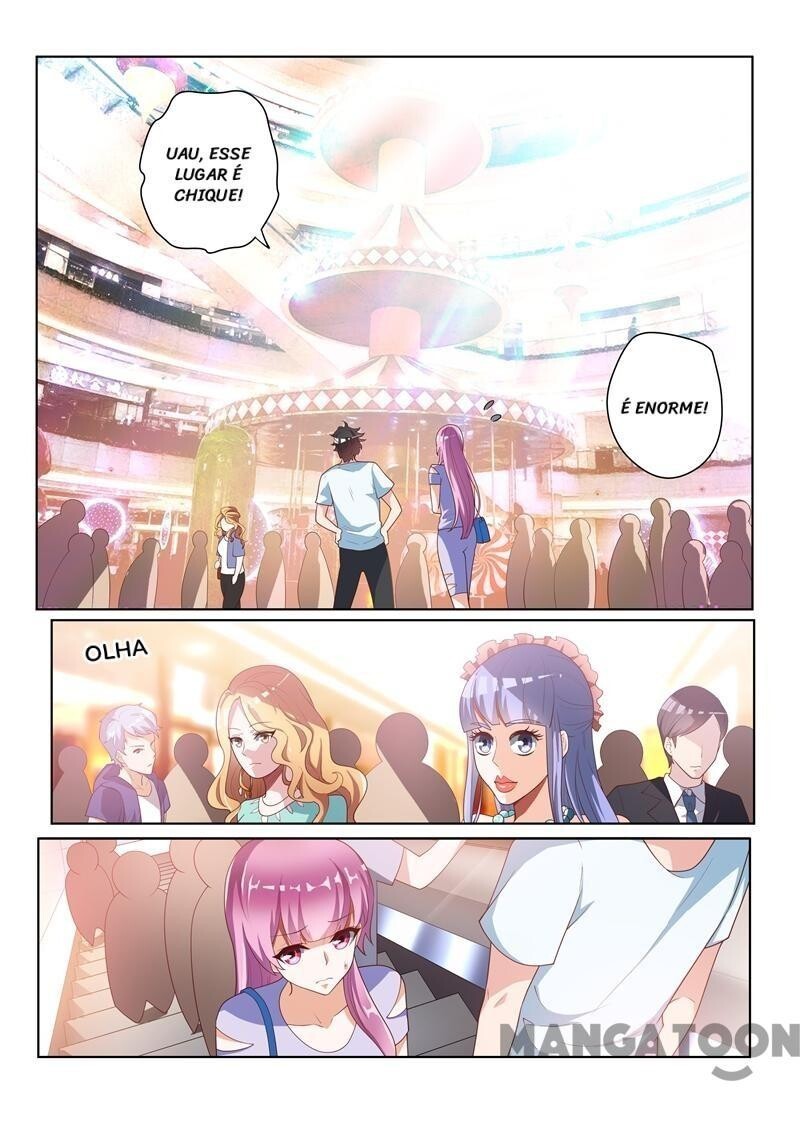 UAU, ESSE
LUGAR É
CHIQUE!
É ENORME!
OLHA
MANGATOON